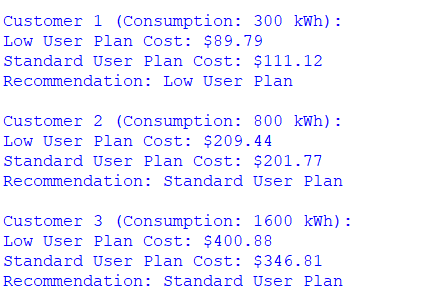 Customer 1 (Consumption: 300 kWh):
Low User Plan Cost: $89.79
Standard User Plan Cost: $111.12
Recommendation: Low User Plan

Customer 2 (Consumption: 800 kWh):
Low User Plan Cost: $209.44
Standard User Plan Cost: $201.77
Recommendation: Standard User Plan

Customer 3 (Consumption: 1600 kWh):
Low User Plan Cost: $400.88
Standard User Plan Cost: $346.81
Recommendation: Standard User Plan